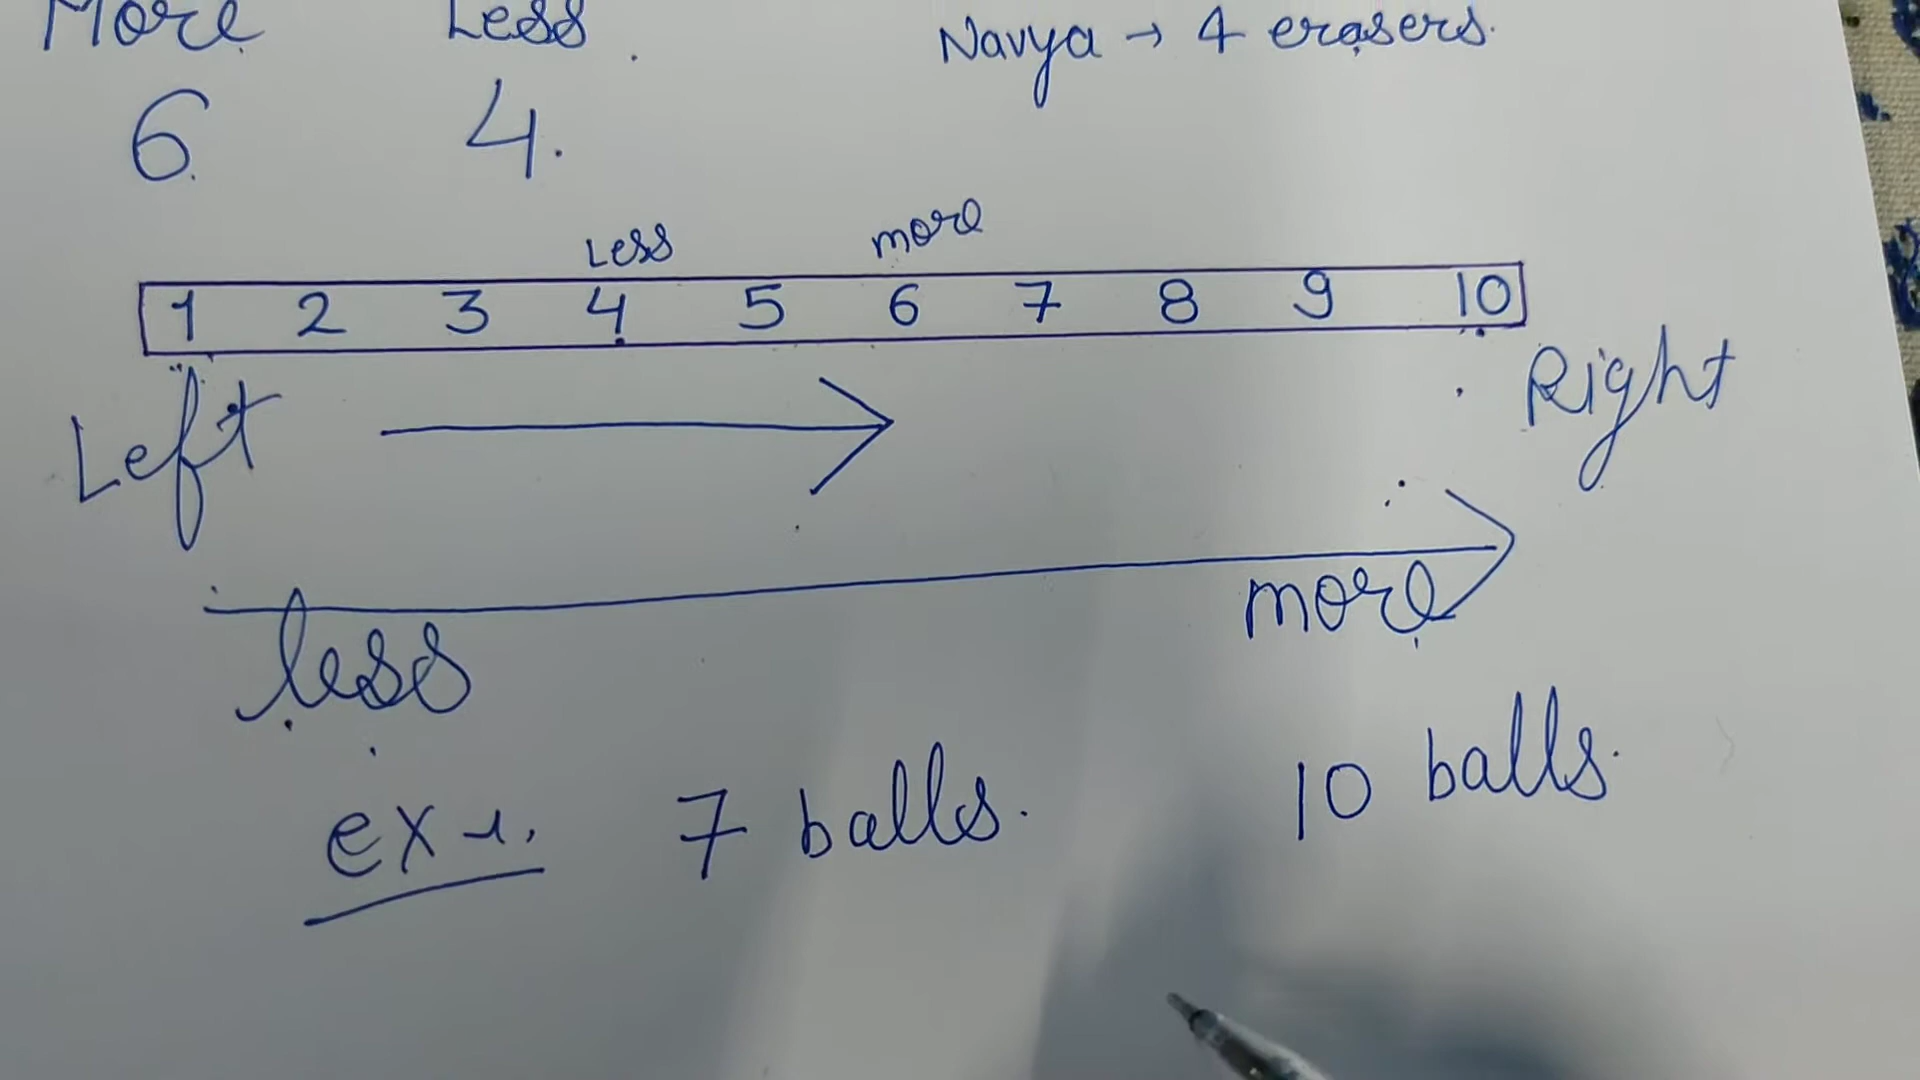 More Less Navya → 4 erasers.
6 4.
Less more
1 2 3 4 5 6 7 8 9 10
Left Right
less more
ex 7 balls. 10 balls.